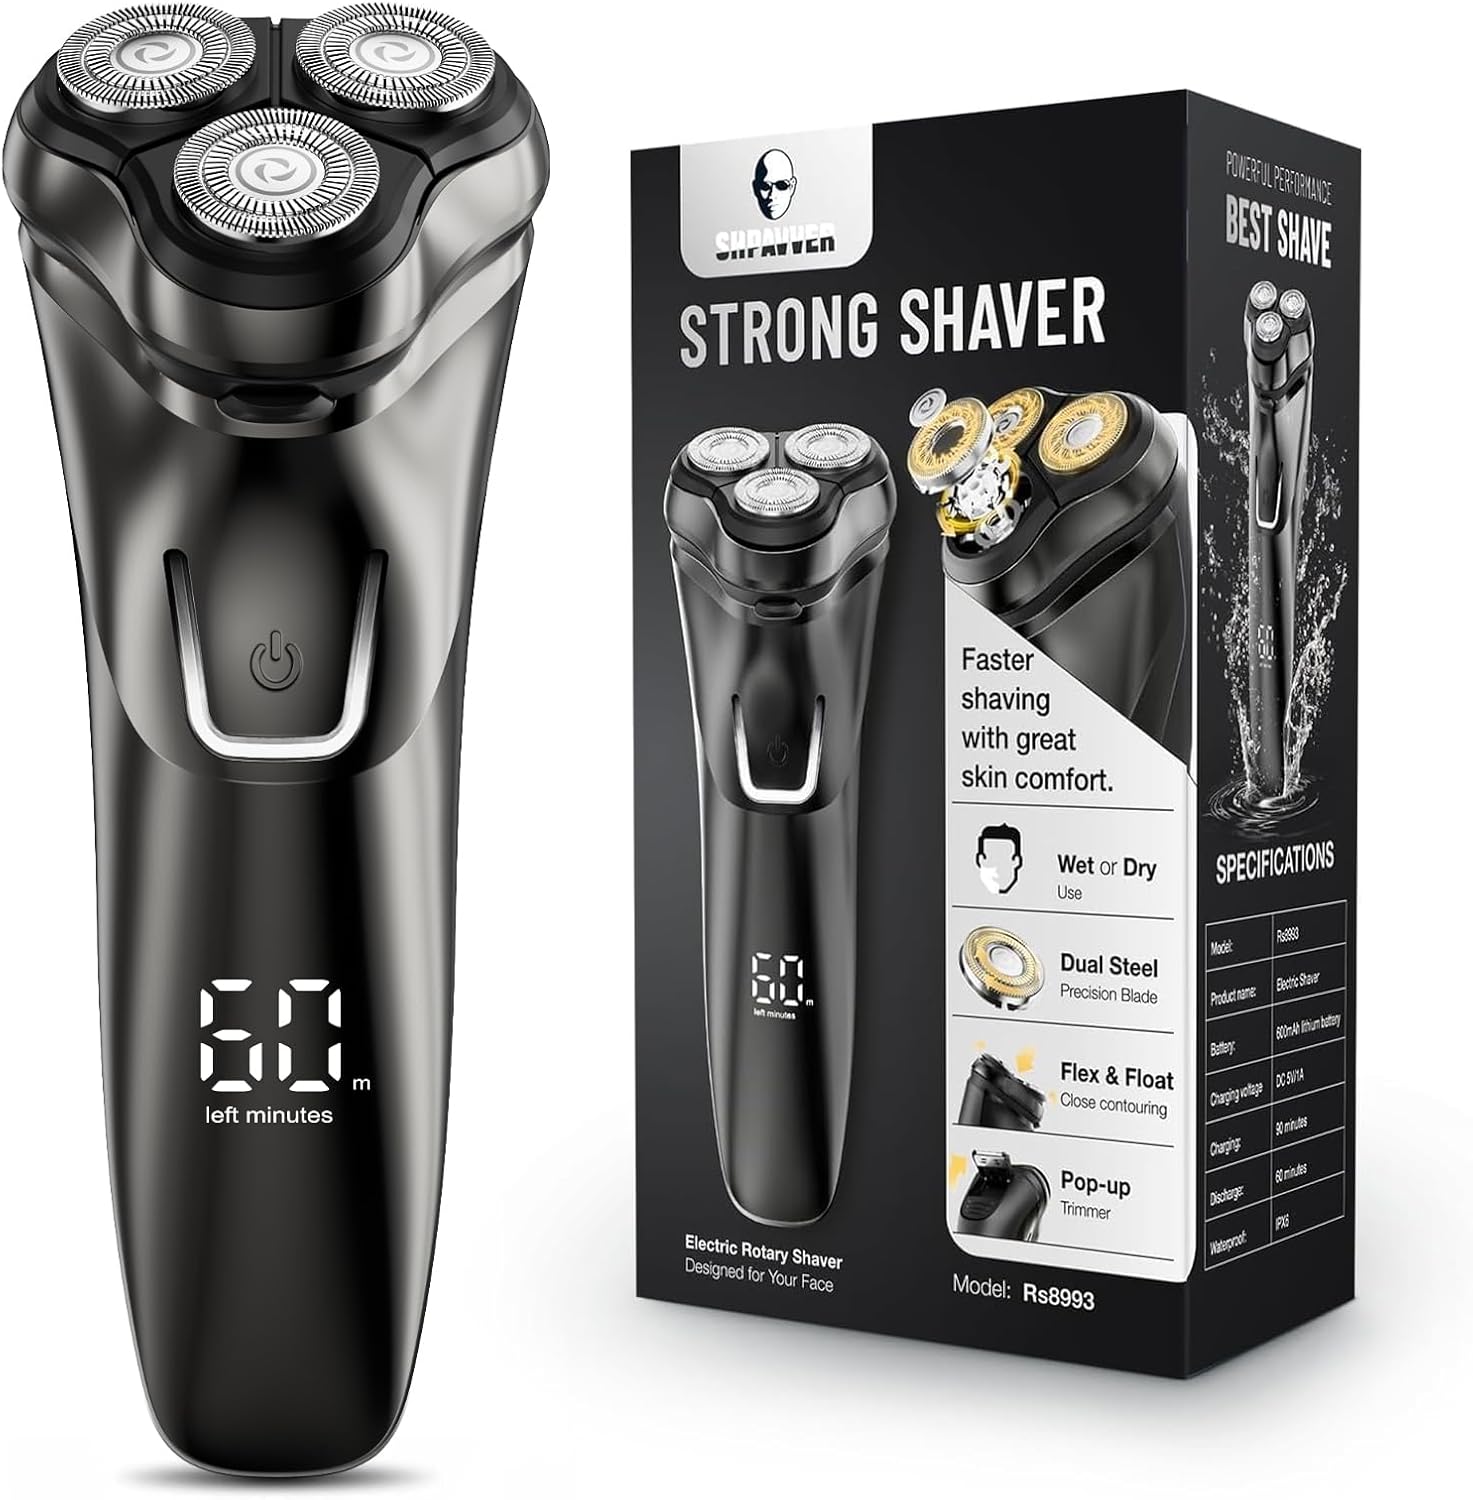 60
m
left minutes
SHPAVVER
STRONG SHAVER
60
m
left minutes
Faster
shaving
with great
skin comfort.
Wet or Dry
Use
Dual Steel
Precision Blade
Flex & Float
Close contouring
Pop-up
Trimmer
Electric Rotary Shaver
Designed for Your Face
Model: Rs8993
POWERFUL PERFORMANCE
BEST SHAVE
60
SPECIFICATIONS
Model: Rs8993
Product name: Electric Shaver
Battery: 600mAh lithium battery
Charging voltage DC 5V/1A
Charging: 90 minutes
Discharge: 60 minutes
Waterproof: IPX6